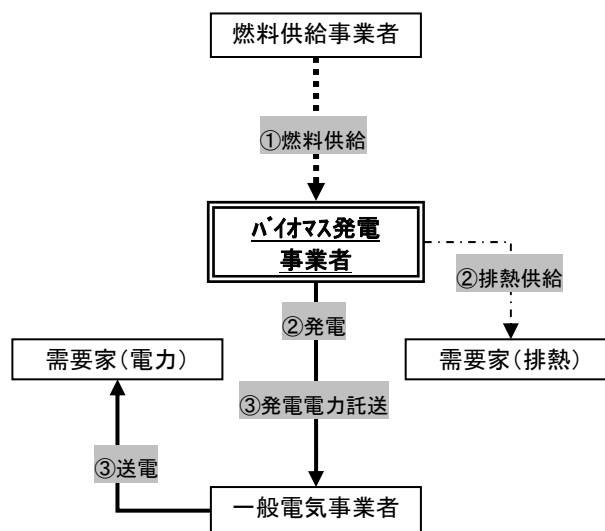 燃料供給事業者
①燃料供給
バイオマス発電
事業者
②排熱供給
②発電
需要家(電力)
需要家(排熱)
③発電電力託送
③送電
一般電気事業者